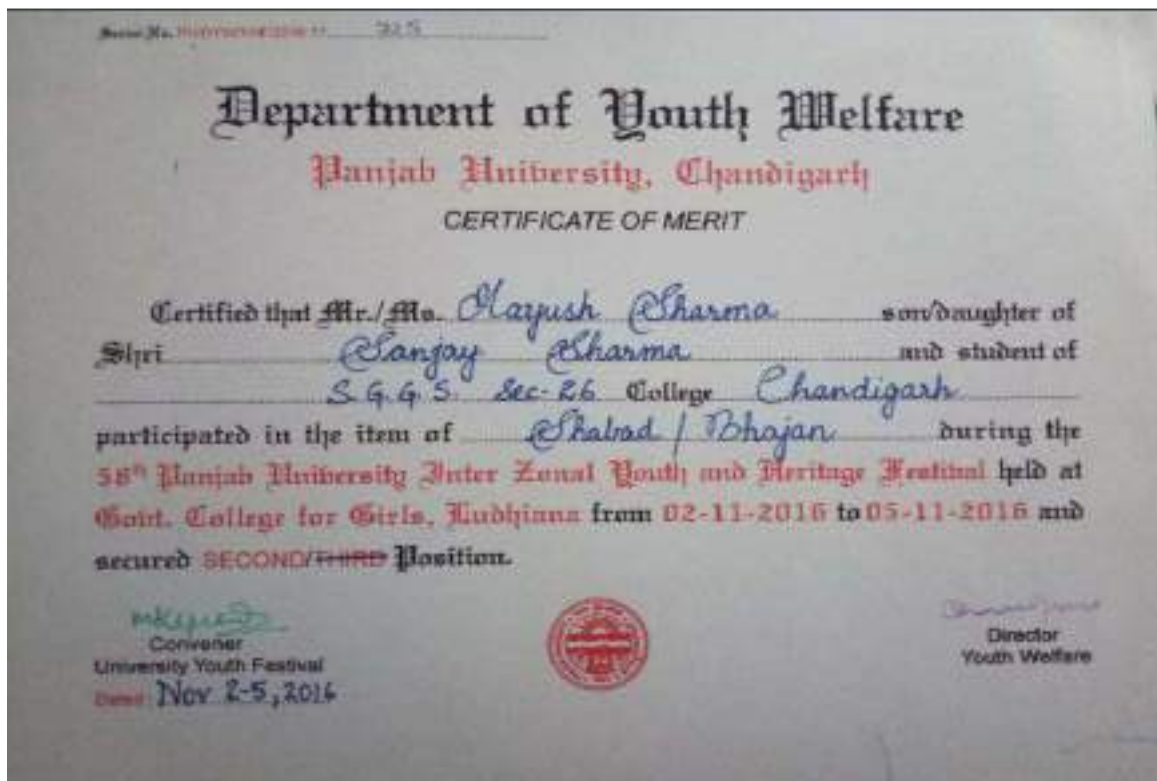 Serial No. 325
Department of Youth Welfare
Panjab University, Chandigarh
CERTIFICATE OF MERIT
Certified that Mr./Ms. Mayush Sharma son/daughter of
Shri Sanjay Sharma and student of
S.G.G.S. Sec-26 College Chandigarh
participated in the item of Shabad / Bhajan during the
58th Panjab University Inter Zonal Youth and Heritage Festival held at
Govt. College for Girls, Ludhiana from 02-11-2016 to 05-11-2016 and
secured SECOND/THIRD Position.
Convener
University Youth Festival
Dated: Nov 2-5, 2016
Director
Youth Welfare